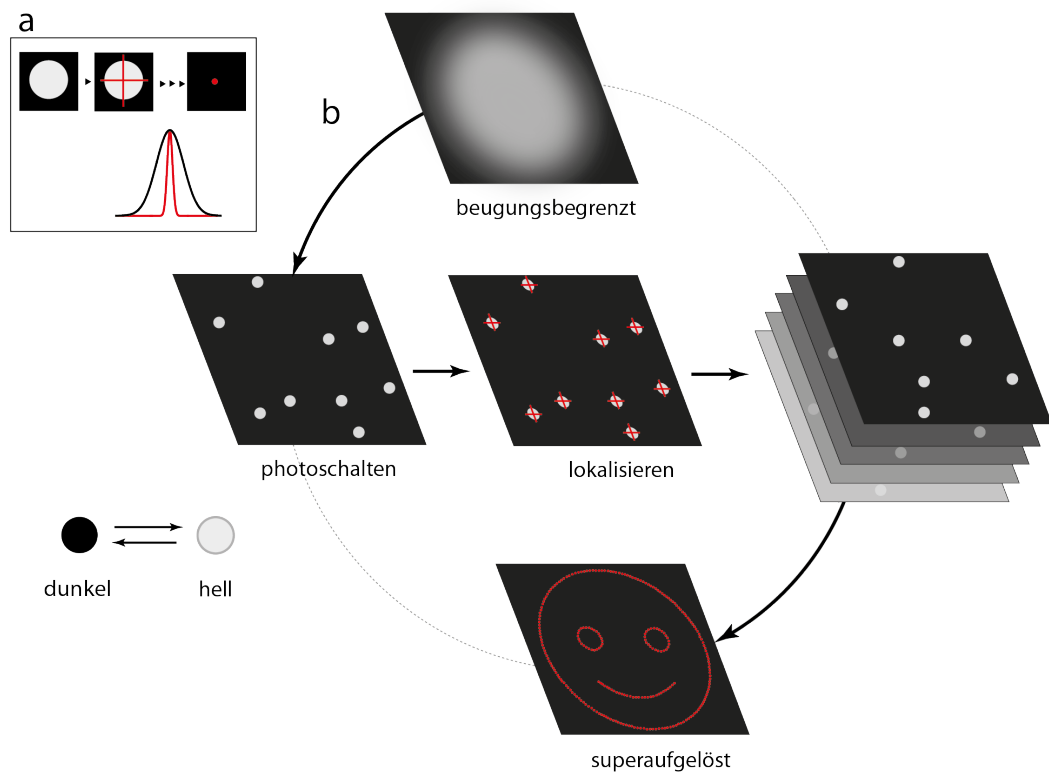 a
b
beugungsbegrenzt
photoschalten
lokalisieren
dunkel
hell
superaufgelöst